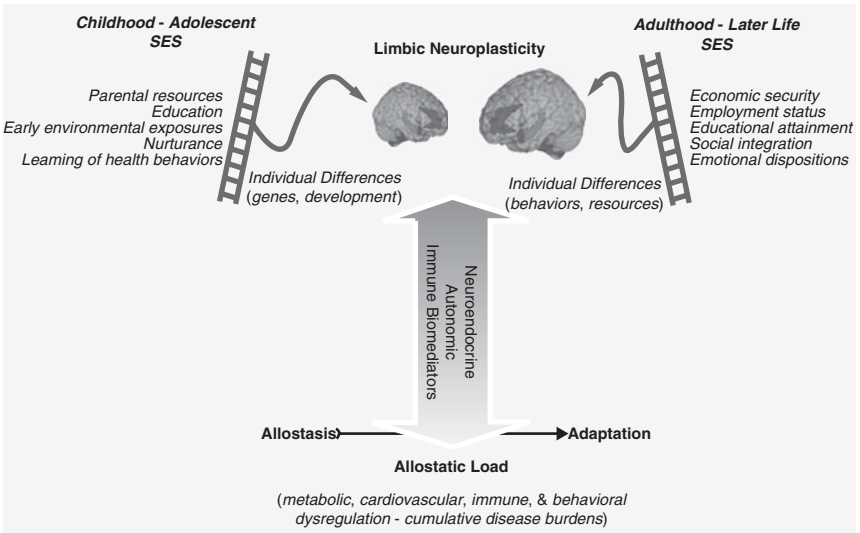 Childhood - Adolescent
SES
Limbic Neuroplasticity
Adulthood - Later Life
SES
Parental resources
Education
Early environmental exposures
Nurturance
Learning of health behaviors
Individual Differences
(genes, development)
Economic security
Employment status
Educational attainment
Social integration
Emotional dispositions
Individual Differences
(behaviors, resources)
Neuroendocrine
Autonomic
Immune Biomediators
Allostasis
Adaptation
Allostatic Load
(metabolic, cardiovascular, immune, & behavioral
dysregulation - cumulative disease burdens)